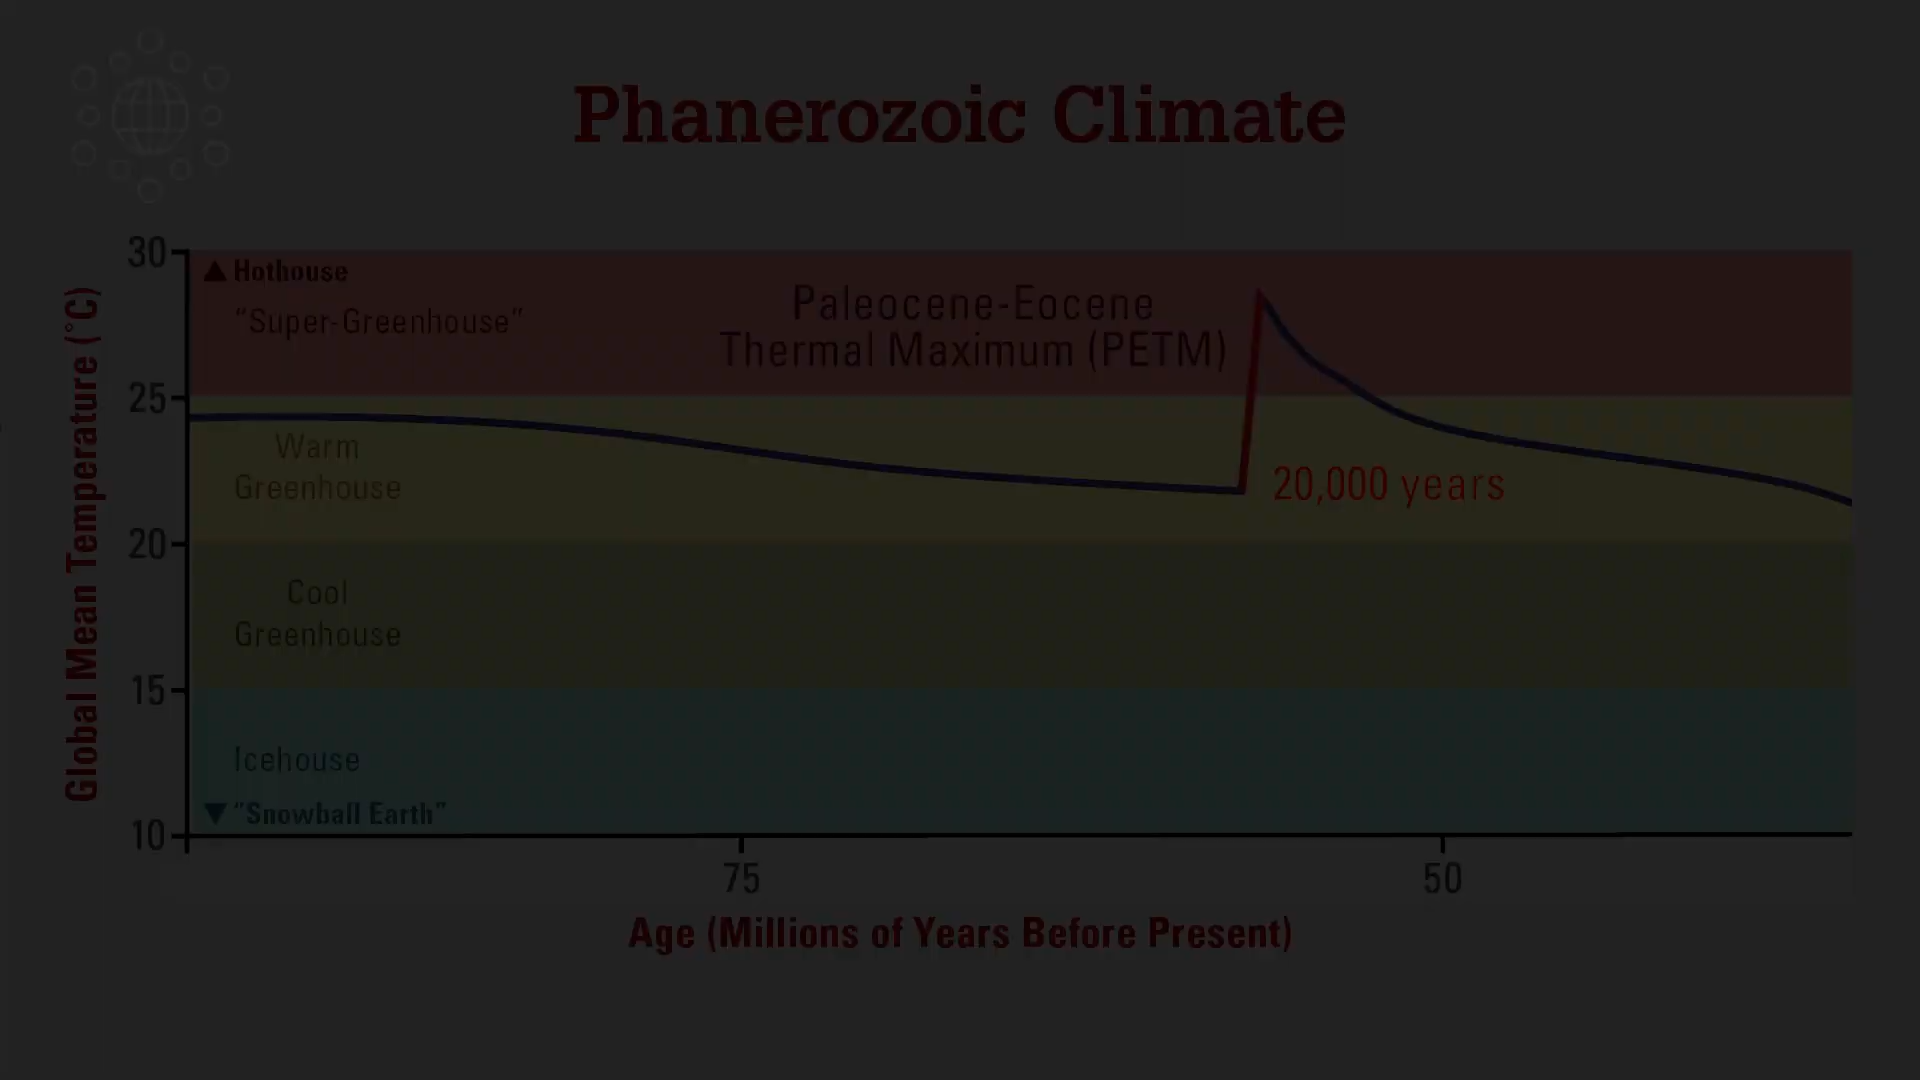 Phanerozoic Climate
30
▲ Hothouse
“Super-Greenhouse”
Paleocene-Eocene
Thermal Maximum (PETM)
25
Warm
Greenhouse
20,000 years
20
Cool
Greenhouse
15
Icehouse
▼ “Snowball Earth”
10
Global Mean Temperature (°C)
75
50
Age (Millions of Years Before Present)